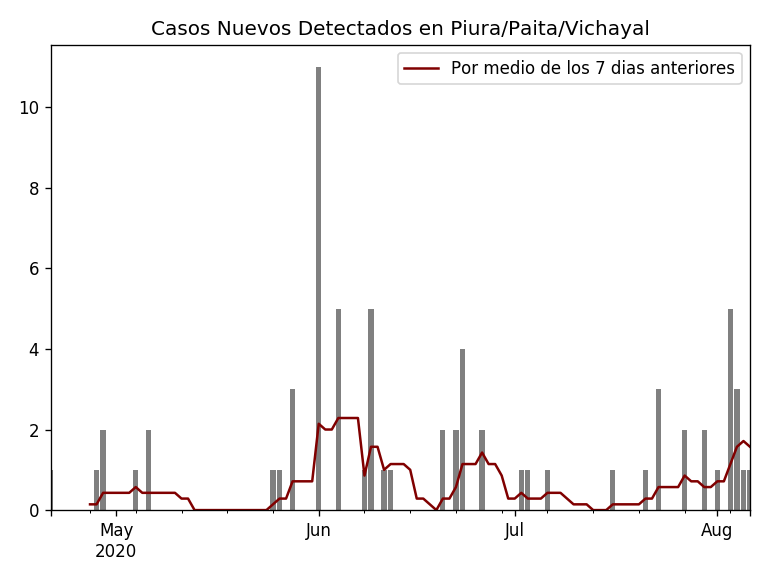 Casos Nuevos Detectados en Piura/Paita/Vichayal
Por medio de los 7 dias anteriores
10
8
6
4
2
0
May
2020
Jun
Jul
Aug